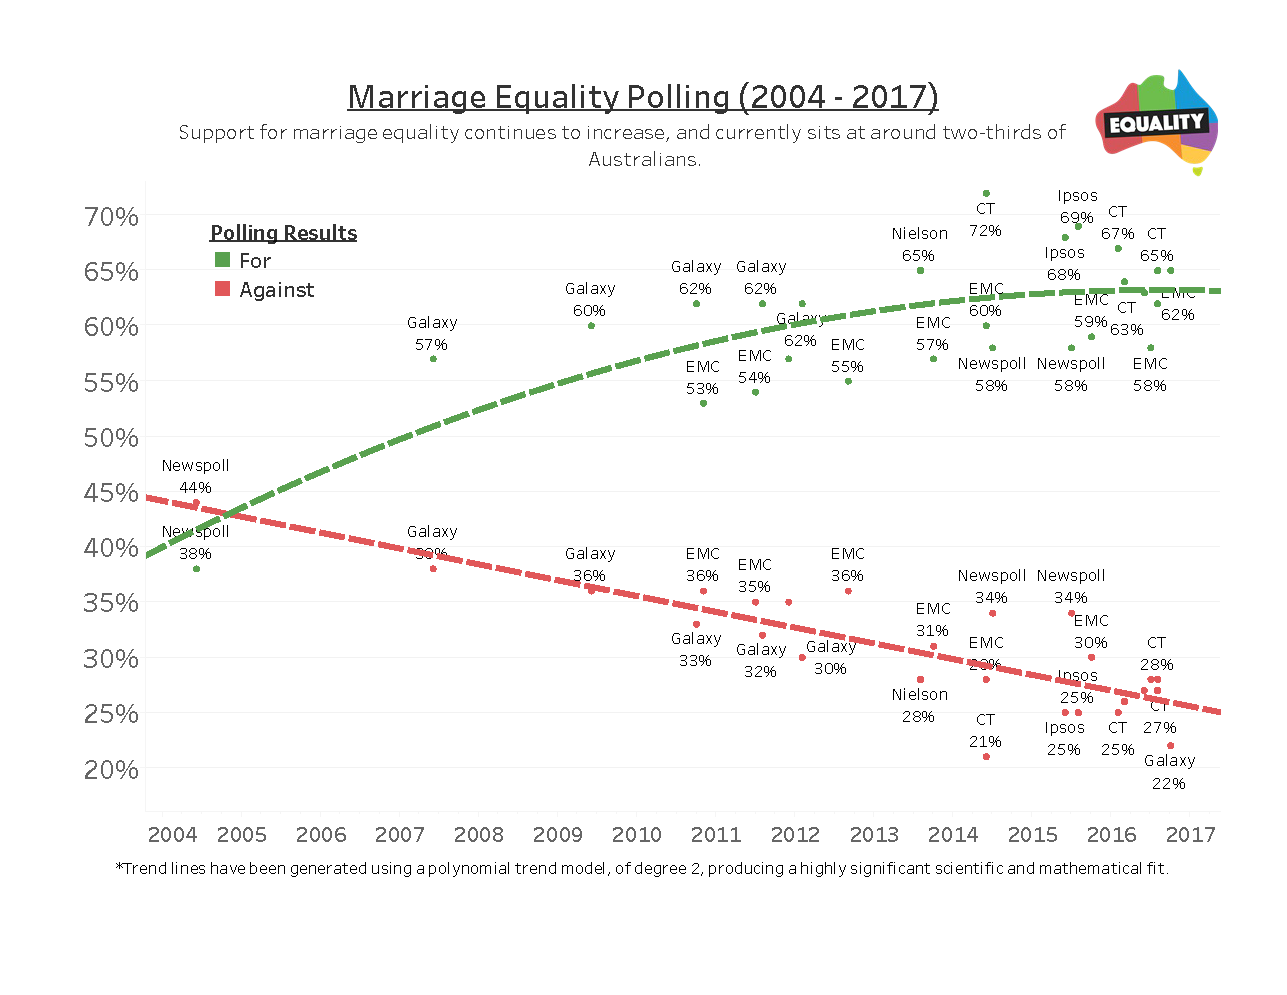 Marriage Equality Polling (2004 - 2017)
Support for marriage equality continues to increase, and currently sits at around two-thirds of
Australians.
EQUALITY
70%
65%
60%
55%
50%
45%
40%
35%
30%
25%
20%
Polling Results
For
Against
Newspoll
44%
Newspoll
38%
Galaxy
57%
Galaxy
60%
Galaxy
62%
Galaxy
62%
Galaxy
62%
EMC
53%
EMC
54%
EMC
55%
Nielson
65%
EMC
57%
CT
72%
EMC
60%
Newspoll
58%
Ipsos
69%
Ipsos
68%
CT
67%
CT
65%
EMC
59%
CT
63%
EMC
62%
Newspoll
58%
EMC
58%
Galaxy
Galaxy
36%
EMC
36%
EMC
35%
EMC
36%
Galaxy
33%
Galaxy
32%
Galaxy
30%
Newspoll
34%
Newspoll
34%
EMC
31%
EMC
EMC
30%
CT
28%
Nielson
28%
Ipsos
25%
CT
21%
Ipsos
25%
CT
25%
CT
27%
Galaxy
22%
2004 2005 2006 2007 2008 2009 2010 2011 2012 2013 2014 2015 2016 2017
*Trend lines have been generated using a polynomial trend model, of degree 2, producing a highly significant scientific and mathematical fit.